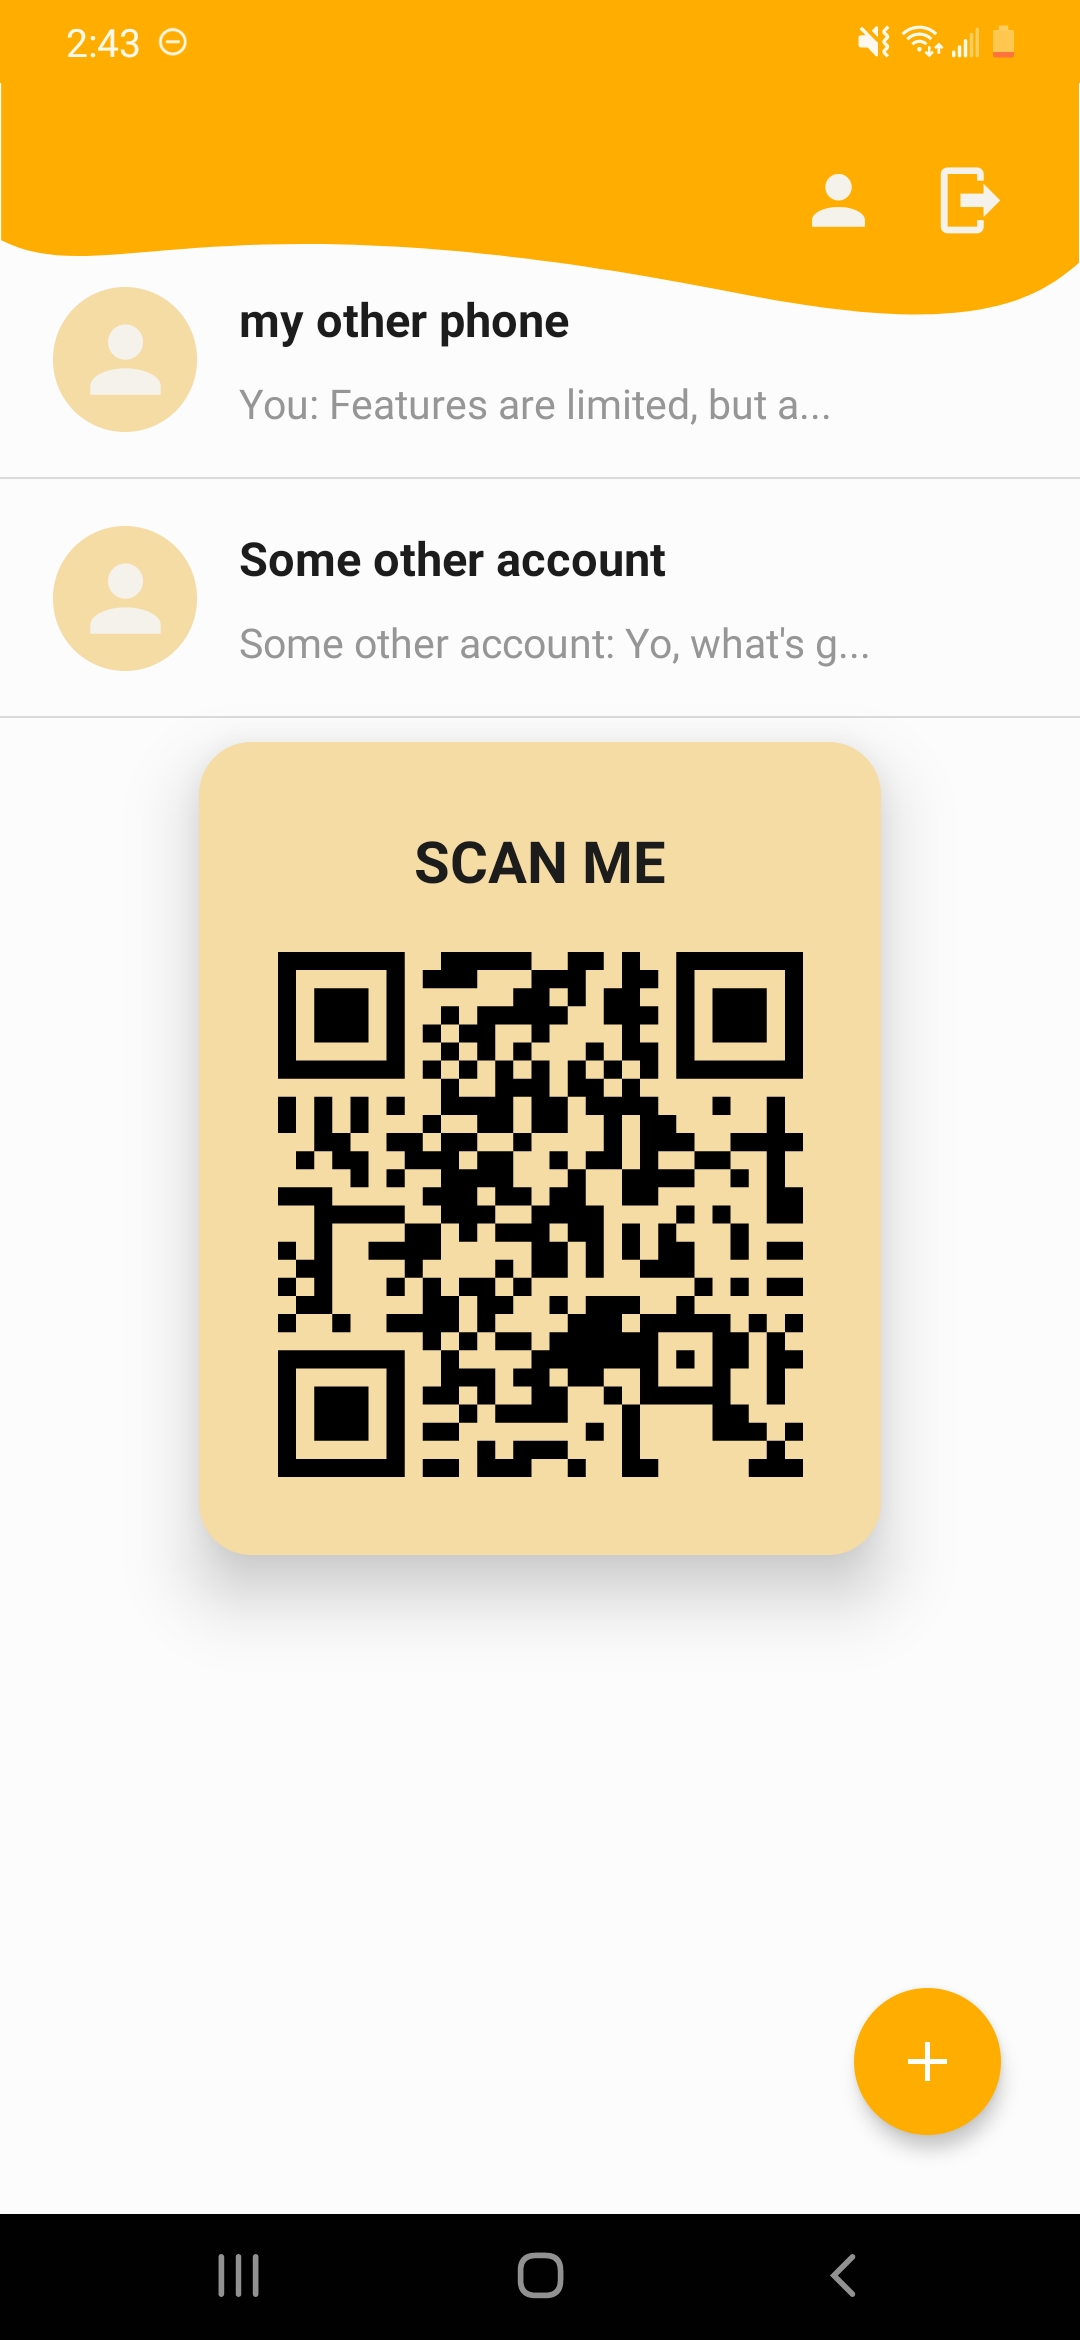 2:43
my other phone
You: Features are limited, but a...
Some other account
Some other account: Yo, what's g...
SCAN ME